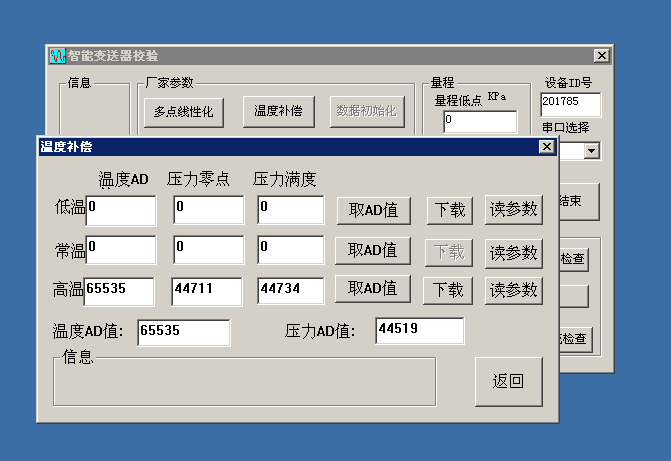 智能变送器校验
信息
厂家参数
量程
设备ID号
多点线性化
温度补偿
数据初始化
量程低点 KPa
201785
0
串口选择
温度补偿
温度AD 压力零点 压力满度
低温 0 0 0 取AD值 下载 读参数
结束
常温 0 0 0 取AD值 下载 读参数
检查
高温 65535 44711 44734 取AD值 下载 读参数
温度AD值: 65535 压力AD值: 44519
检查
信息
返回